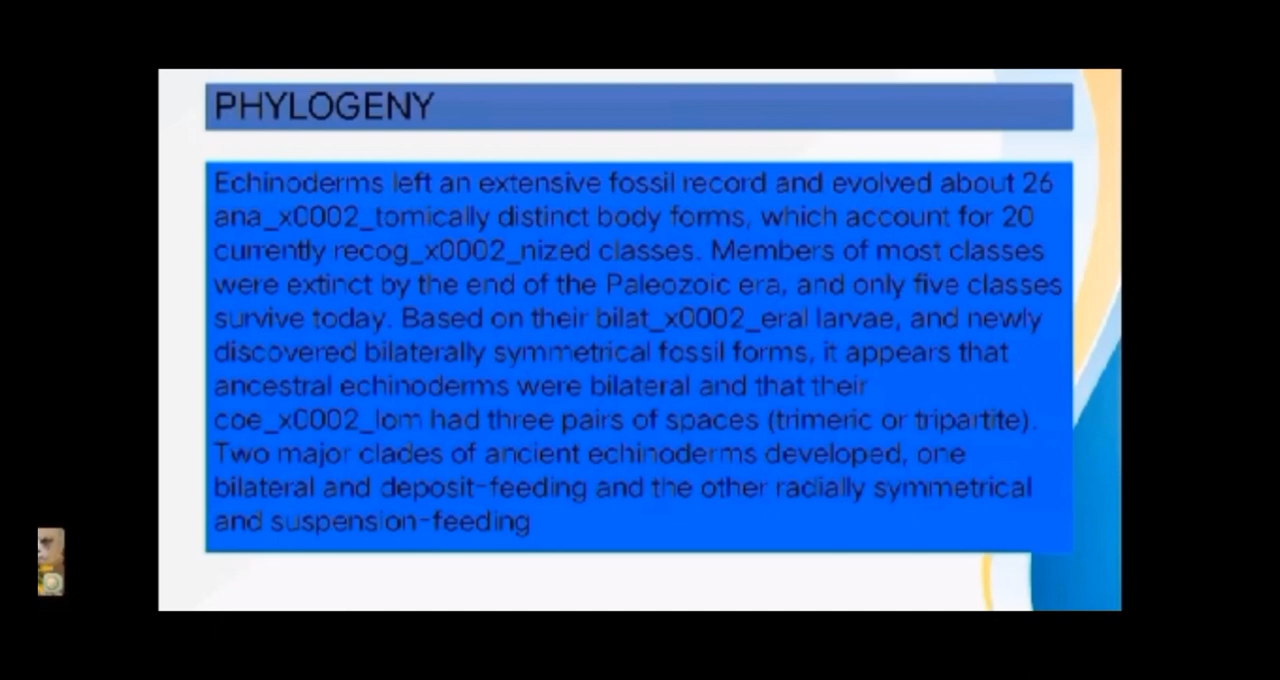 PHYLOGENY
Echinoderms left an extensive fossil record and evolved about 26
ana_x0002_tomically distinct body forms, which account for 20
currently recog_x0002_nized classes. Members of most classes
were extinct by the end of the Paleozoic era, and only five classes
survive today. Based on their bilat_x0002_eral larvae, and newly
discovered bilaterally symmetrical fossil forms, it appears that
ancestral echinoderms were bilateral and that their
coe_x0002_lom had three pairs of spaces (trimeric or tripartite).
Two major clades of ancient echinoderms developed, one
bilateral and deposit-feeding and the other radially symmetrical
and suspension-feeding